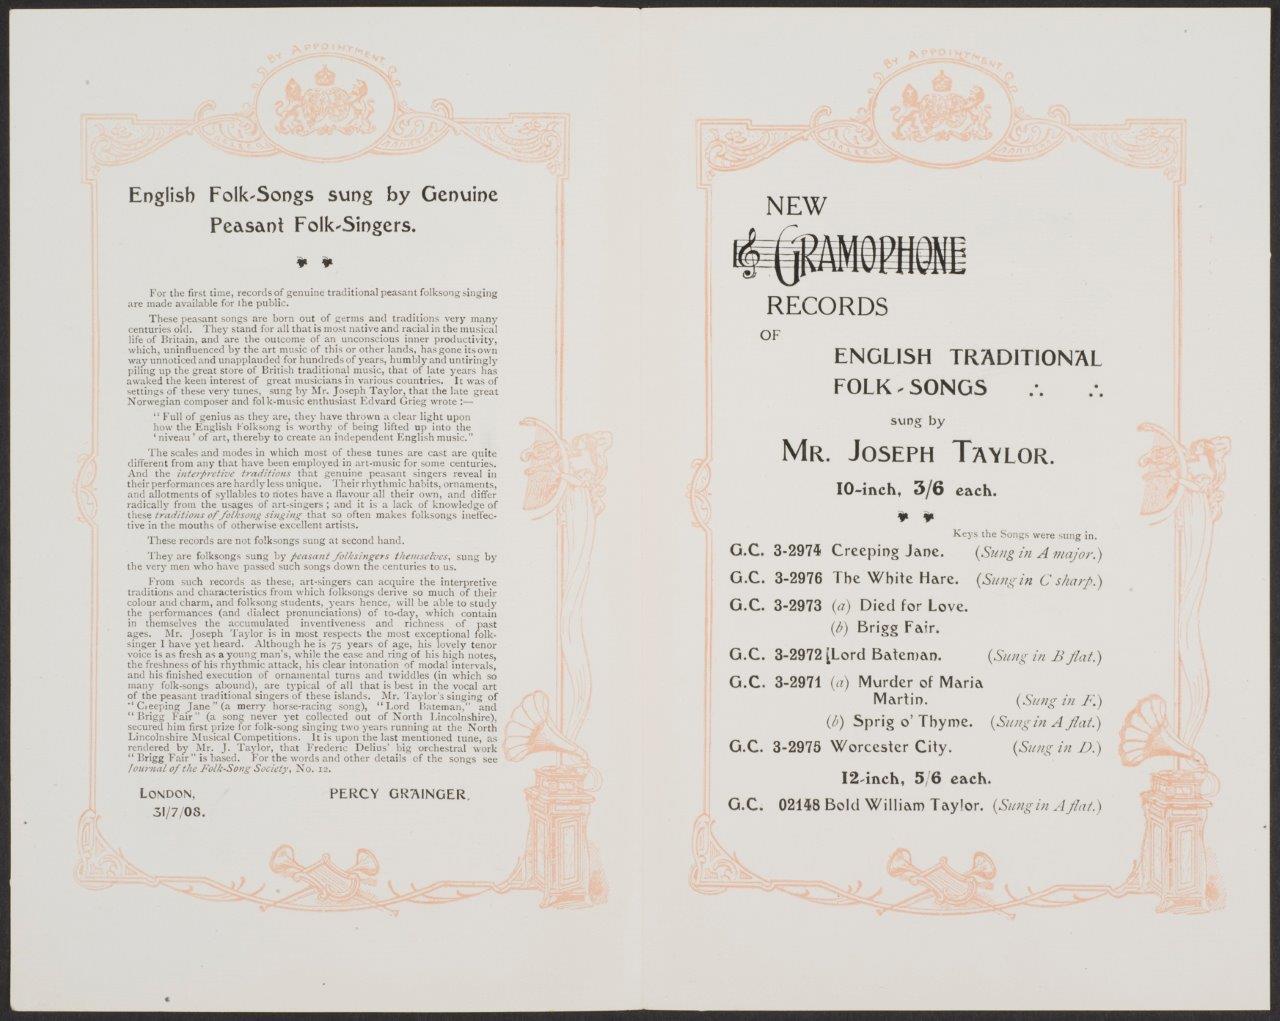 BY APPOINTMENT
English Folk-Songs sung by Genuine
Peasant Folk-Singers.
For the first time, records of genuine traditional peasant folksong singing
are made available for the public.
These peasant songs are born out of germs and traditions very many
centuries old. They stand for all that is most native and racial in the musical
life of Britain, and are the outcome of an unconscious inner productivity,
which, uninfluenced by the art music of this or other lands, has gone its own
way unnoticed and unapplauded for hundreds of years, humbly and untiringly
piling up the great store of British traditional music, that of late years has
awaked the keen interest of great musicians in various countries. It was of
settings of these very tunes, sung by Mr. Joseph Taylor, that the late great
Norwegian composer and folk-music enthusiast Edvard Grieg wrote :—
“ Full of genius as they are, they have thrown a clear light upon
how the English Folksong is worthy of being lifted up into the
‘ niveau ’ of art, thereby to create an independent English music.”
The scales and modes in which most of these tunes are cast are quite
different from any that have been employed in art-music for some centuries.
And the interpretive traditions that genuine peasant singers reveal in
their performances are hardly less unique. Their rhythmic habits, ornaments,
and allotments of syllables to notes have a flavour all their own, and differ
radically from the usages of art-singers ; and it is a lack of knowledge of
these traditions of folksong singing that so often makes folksongs ineffec-
tive in the mouths of otherwise excellent artists.
These records are not folksongs sung at second hand.
They are folksongs sung by peasant folksingers themselves, sung by
the very men who have passed such songs down the centuries to us.
From such records as these, art-singers can acquire the interpretive
traditions and characteristics from which folksongs derive so much of their
colour and charm, and folksong students, years hence, will be able to study
the performances (and dialect pronunciations) of to-day, which contain
in themselves the accumulated inventiveness and richness of past
ages. Mr. Joseph Taylor is in most respects the most exceptional folk-
singer I have yet heard. Although he is 75 years of age, his lovely tenor
voice is as fresh as a young man's, while the ease and ring of his high notes,
the freshness of his rhythmic attack, his clear intonation of modal intervals,
and his finished execution of ornamental turns and twiddles (in which so
many folk-songs abound), are typical of all that is best in the vocal art
of the peasant traditional singers of these islands. Mr. Taylor's singing of
“ Creeping Jane ” (a merry horse-racing song), “ Lord Bateman,” and
“ Brigg Fair ” (a song never yet collected out of North Lincolnshire),
secured him first prize for folk-song singing two years running at the North
Lincolnshire Musical Competitions. It is upon the last mentioned tune, as
rendered by Mr. J. Taylor, that Frederic Delius' big orchestral work
“ Brigg Fair ” is based. For the words and other details of the songs see
Journal of the Folk-Song Society, No. 12.
LONDON, PERCY GRAINGER.
31/7/08.
BY APPOINTMENT
NEW
GRAMOPHONE
RECORDS
OF
ENGLISH TRADITIONAL
FOLK-SONGS ∴ ∴
sung by
MR. JOSEPH TAYLOR.
10-inch, 3/6 each.
Keys the Songs were sung in.
G.C. 3-2974 Creeping Jane. (Sung in A major.)
G.C. 3-2976 The White Hare. (Sung in C sharp.)
G.C. 3-2973 (a) Died for Love.
(b) Brigg Fair.
G.C. 3-2972 Lord Bateman. (Sung in B flat.)
G.C. 3-2971 (a) Murder of Maria
Martin. (Sung in F.)
(b) Sprig o' Thyme. (Sung in A flat.)
G.C. 3-2975 Worcester City. (Sung in D.)
12-inch, 5/6 each.
G.C. 02148 Bold William Taylor. (Sung in A flat.)